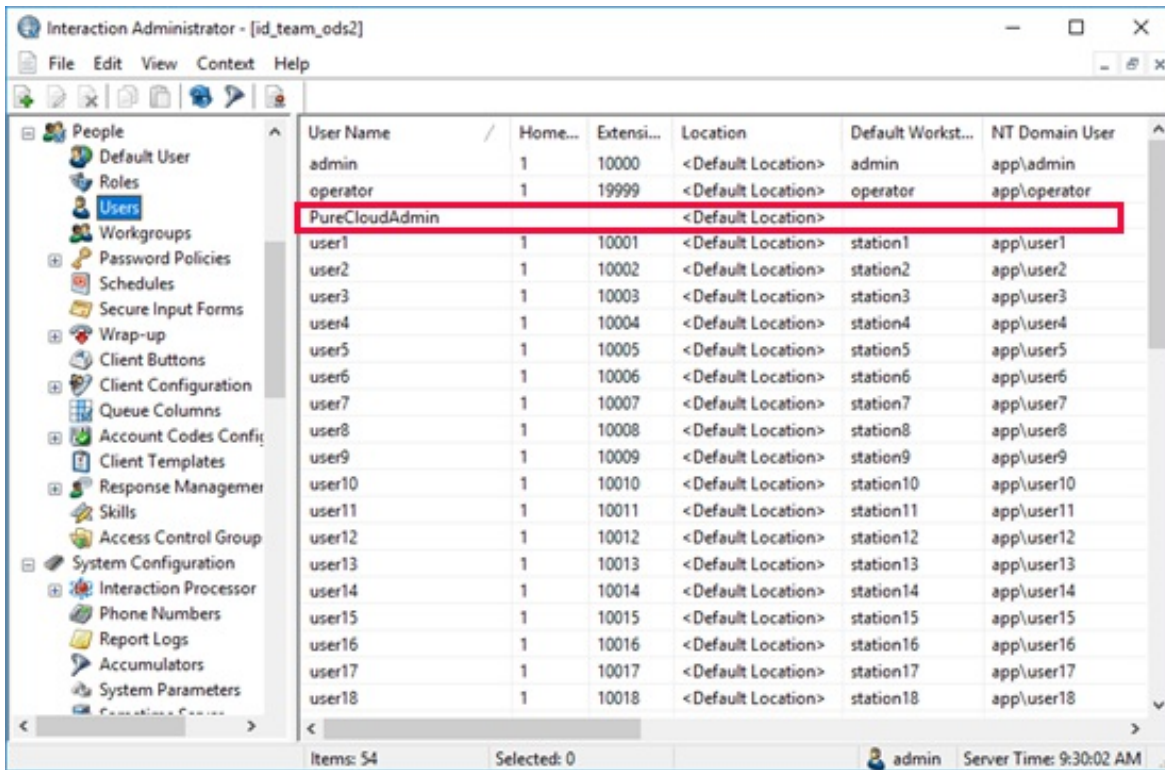 Interaction Administrator - [id_team_ods2]
File Edit View Context Help
People
Default User
Roles
Users
Workgroups
Password Policies
Schedules
Secure Input Forms
Wrap-up
Client Buttons
Client Configuration
Queue Columns
Account Codes Config
Client Templates
Response Managemer
Skills
Access Control Group
System Configuration
Interaction Processor
Phone Numbers
Report Logs
Accumulators
System Parameters
User Name Home... Extensi... Location Default Workst... NT Domain User
admin 1 10000 <Default Location> admin app\admin
operator 1 19999 <Default Location> operator app\operator
PureCloudAdmin <Default Location>
user1 1 10001 <Default Location> station1 app\user1
user2 1 10002 <Default Location> station2 app\user2
user3 1 10003 <Default Location> station3 app\user3
user4 1 10004 <Default Location> station4 app\user4
user5 1 10005 <Default Location> station5 app\user5
user6 1 10006 <Default Location> station6 app\user6
user7 1 10007 <Default Location> station7 app\user7
user8 1 10008 <Default Location> station8 app\user8
user9 1 10009 <Default Location> station9 app\user9
user10 1 10010 <Default Location> station10 app\user10
user11 1 10011 <Default Location> station11 app\user11
user12 1 10012 <Default Location> station12 app\user12
user13 1 10013 <Default Location> station13 app\user13
user14 1 10014 <Default Location> station14 app\user14
user15 1 10015 <Default Location> station15 app\user15
user16 1 10016 <Default Location> station16 app\user16
user17 1 10017 <Default Location> station17 app\user17
user18 1 10018 <Default Location> station18 app\user18
Items: 54 Selected: 0 admin Server Time: 9:30:02 AM